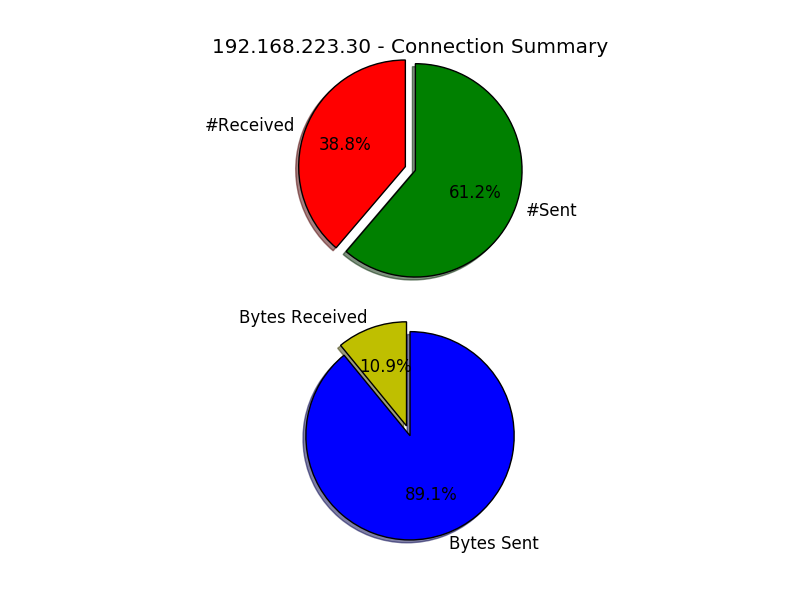 192.168.223.30 - Connection Summary
#Received
38.8%
61.2%
#Sent
Bytes Received
10.9%
89.1%
Bytes Sent